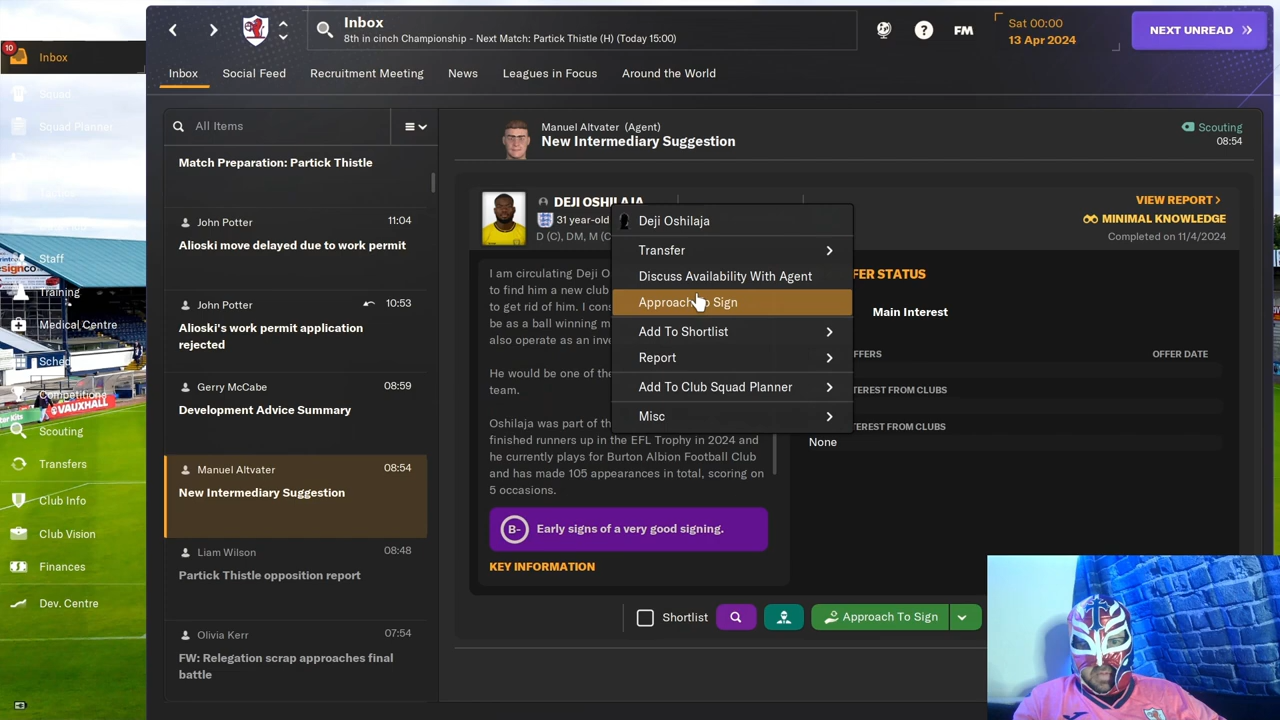 Inbox
8th in cinch Championship - Next Match: Partick Thistle (H) (Today 15:00)
FM
Sat 00:00
13 Apr 2024
NEXT UNREAD
10
Inbox
Squad
Squad Planner
Staff
Training
Medical Centre
Sched
Competitions
Scouting
Transfers
Club Info
Club Vision
Finances
Dev. Centre
Inbox
Social Feed
Recruitment Meeting
News
Leagues in Focus
Around the World
All Items
Match Preparation: Partick Thistle
John Potter
11:04
Alioski move delayed due to work permit
John Potter
10:53
Alioski's work permit application
rejected
Gerry McCabe
08:59
Development Advice Summary
Manuel Altvater
08:54
New Intermediary Suggestion
Liam Wilson
08:48
Partick Thistle opposition report
Olivia Kerr
07:54
FW: Relegation scrap approaches final
battle
Manuel Altvater (Agent)
New Intermediary Suggestion
Scouting
08:54
DEJI OSHILAJA
31 year-old
D (C), DM, M (C
VIEW REPORT
MINIMAL KNOWLEDGE
Completed on 11/4/2024
Deji Oshilaja
Transfer
Discuss Availability With Agent
Approach To Sign
Add To Shortlist
Report
Add To Club Squad Planner
Misc
I am circulating Deji O
to find him a new club
to get rid of him. I cons
be as a ball winning m
also operate as an inve
He would be one of the
team.
Oshilaja was part of th
finished runners up in the EFL Trophy in 2024 and
he currently plays for Burton Albion Football Club
and has made 105 appearances in total, scoring on
5 occasions.
B-
Early signs of a very good signing.
KEY INFORMATION
FER STATUS
Main Interest
FFERS
OFFER DATE
TEREST FROM CLUBS
TEREST FROM CLUBS
None
Shortlist
Approach To Sign
VAUXHALL